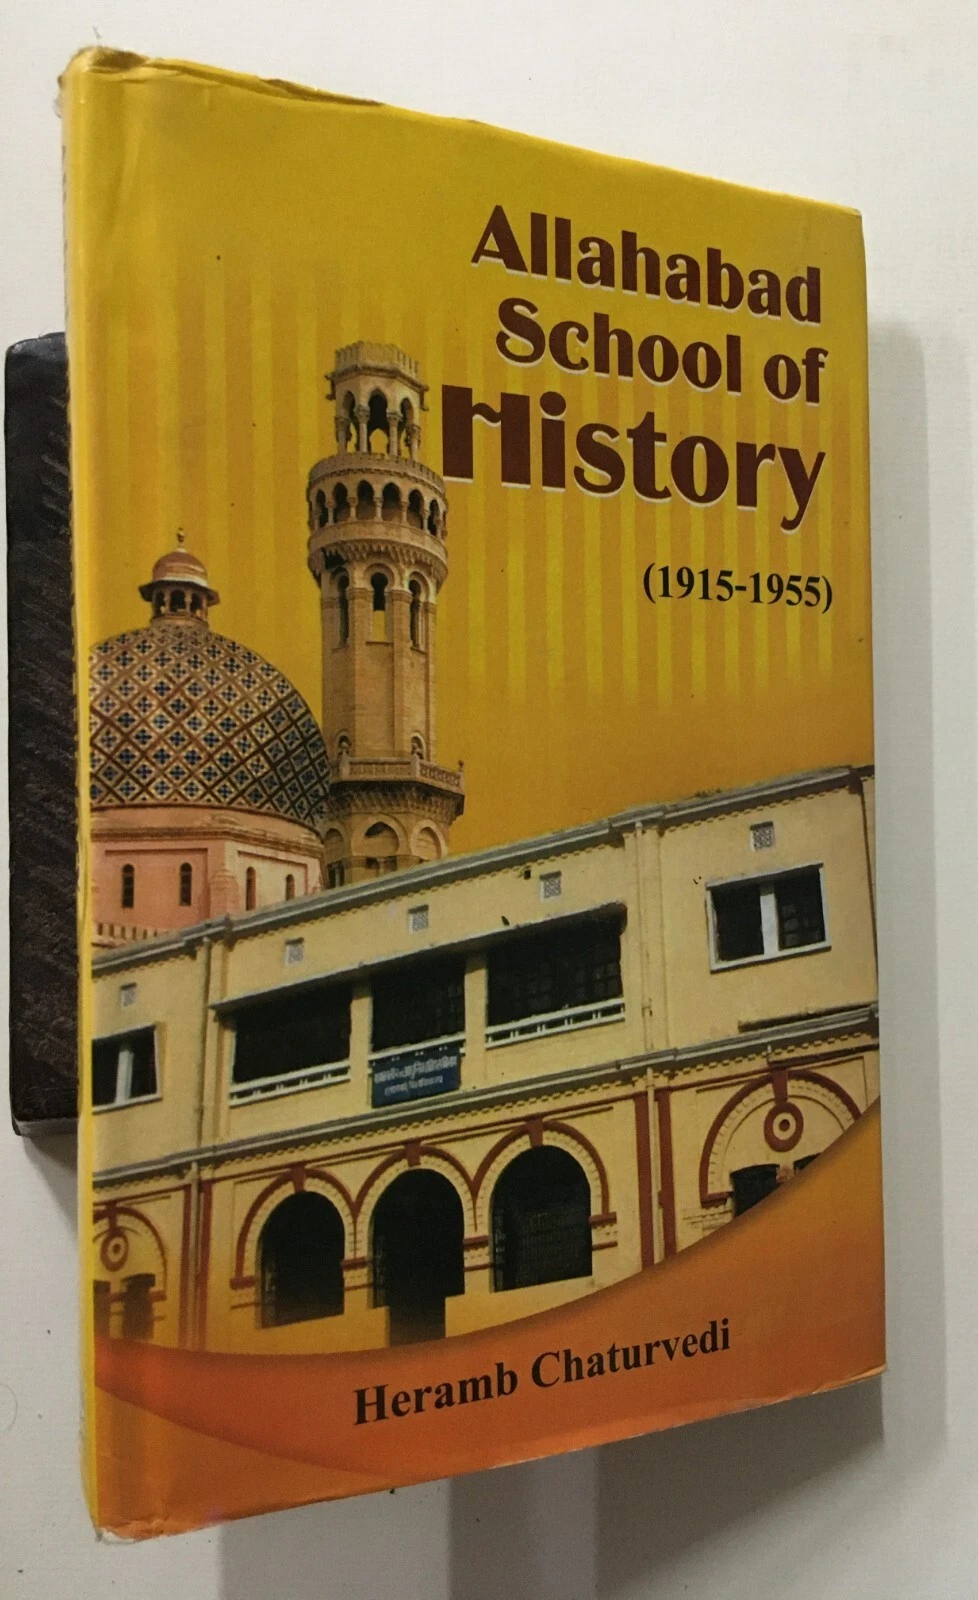 Allahabad
School of
History
(1915-1955)
Heramb Chaturvedi